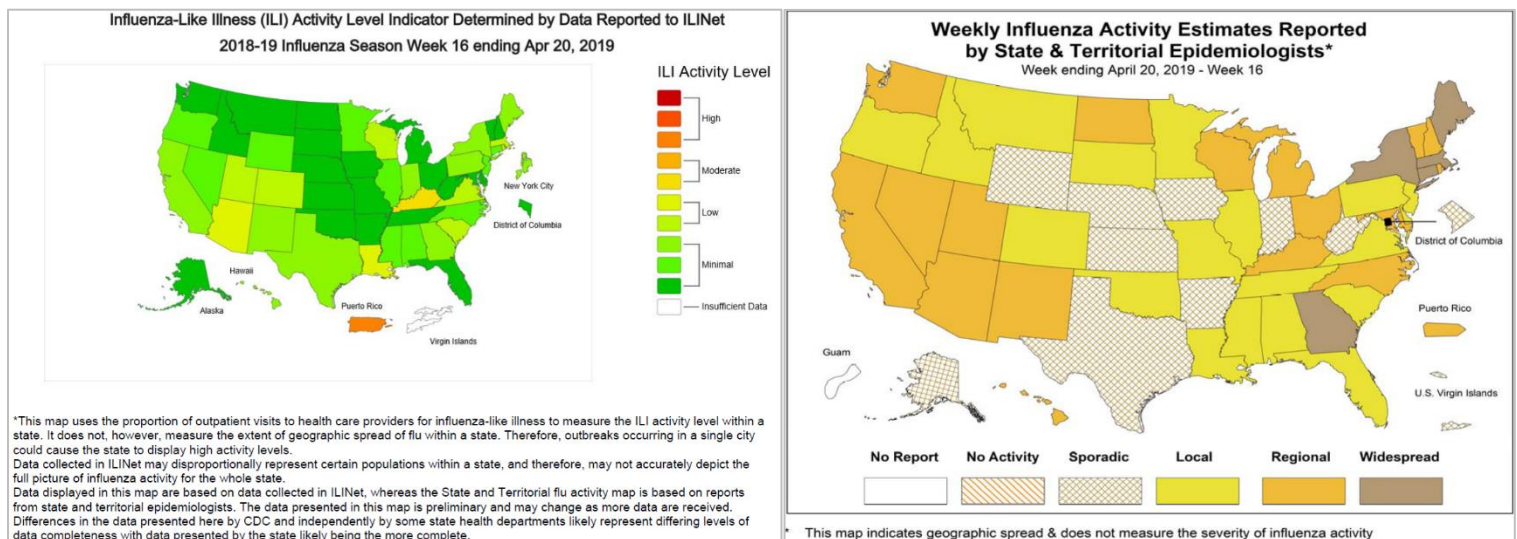 Influenza-Like Illness (ILI) Activity Level Indicator Determined by Data Reported to ILINet
2018-19 Influenza Season Week 16 ending Apr 20, 2019
ILI Activity Level
High
Moderate
Low
Minimal
Insufficient Data
New York City
District of Columbia
Hawaii
Alaska
Puerto Rico
Virgin Islands
*This map uses the proportion of outpatient visits to health care providers for influenza-like illness to measure the ILI activity level within a
state. It does not, however, measure the extent of geographic spread of flu within a state. Therefore, outbreaks occurring in a single city
could cause the state to display high activity levels.
Data collected in ILINet may disproportionally represent certain populations within a state, and therefore, may not accurately depict the
full picture of influenza activity for the whole state.
Data displayed in this map are based on data collected in ILINet, whereas the State and Territorial flu activity map is based on reports
from state and territorial epidemiologists. The data presented in this map is preliminary and may change as more data are received.
Differences in the data presented here by CDC and independently by some state health departments likely represent differing levels of
data completeness with data presented by the state likely being the more complete.
Weekly Influenza Activity Estimates Reported
by State & Territorial Epidemiologists*
Week ending April 20, 2019 - Week 16
District of Columbia
Puerto Rico
Guam
U.S. Virgin Islands
No Report No Activity Sporadic Local Regional Widespread
* This map indicates geographic spread & does not measure the severity of influenza activity